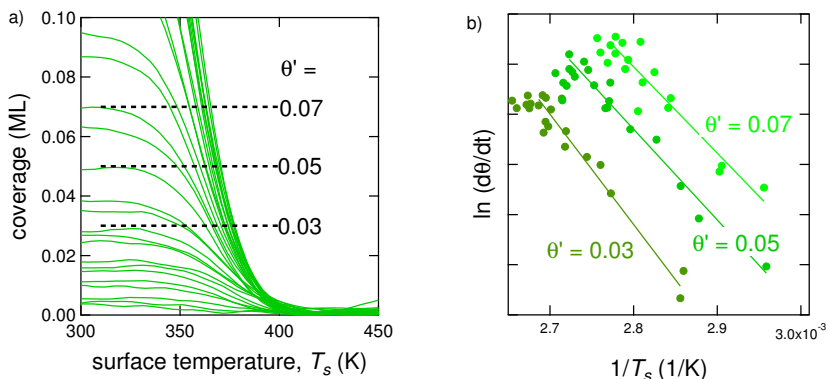 a)
0.10
0.08
0.06
0.04
0.02
0.00
coverage (ML)
θ' =
0.07
0.05
0.03
300
350
400
450
surface temperature, Tₛ (K)
b)
ln (dθ/dt)
θ' = 0.07
θ' = 0.05
θ' = 0.03
2.7
2.8
2.9
3.0x10⁻³
1/Tₛ (1/K)